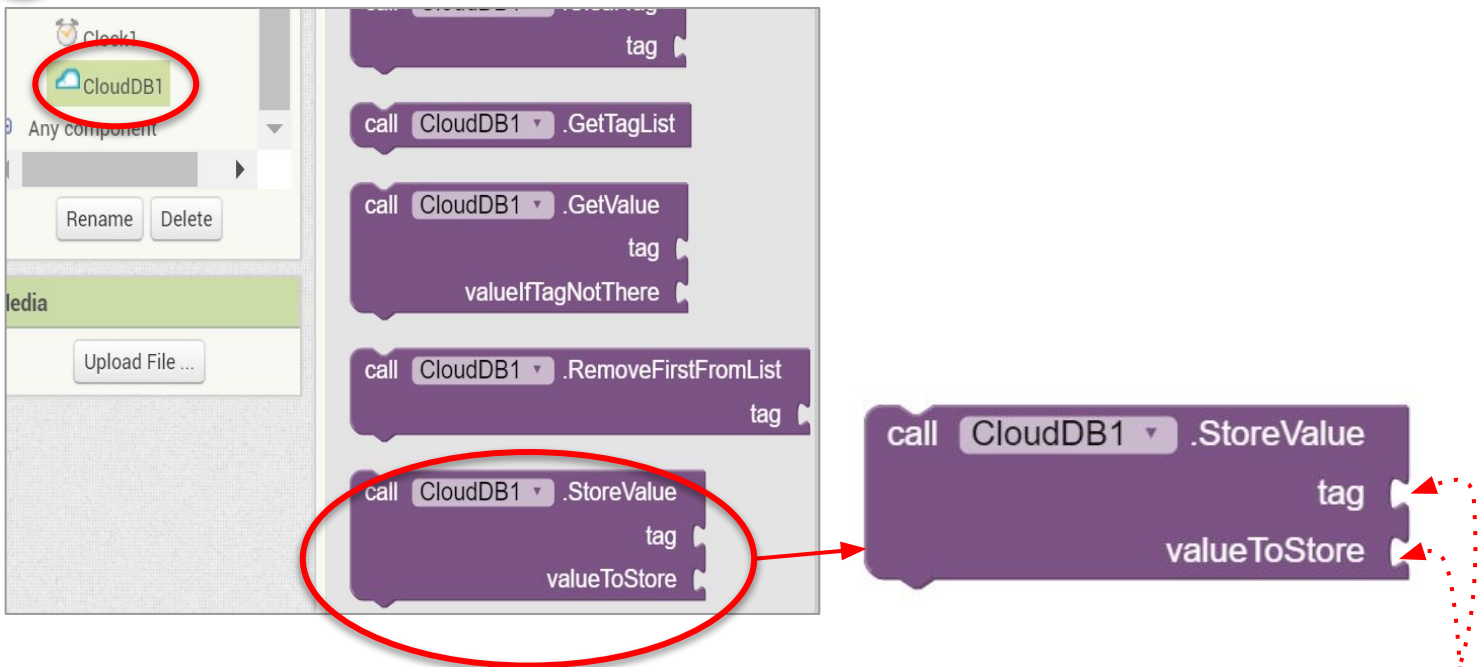 Clock1
CloudDB1
Any component
Rename Delete
Upload File ...
tag
call CloudDB1 .GetTagList
call CloudDB1 .GetValue
tag
valueIfTagNotThere
call CloudDB1 .RemoveFirstFromList
tag
call CloudDB1 .StoreValue
tag
valueToStore
call CloudDB1 .StoreValue
tag
valueToStore